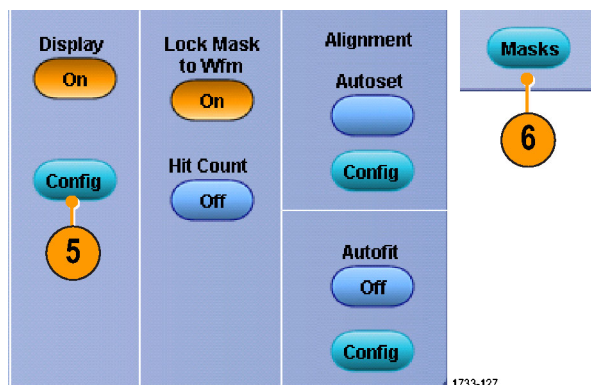 Display
On
Config
5
Lock Mask
to Wfm
On
Hit Count
Off
Alignment
Autoset
Config
Autofit
Off
Config
Masks
6
1733-127